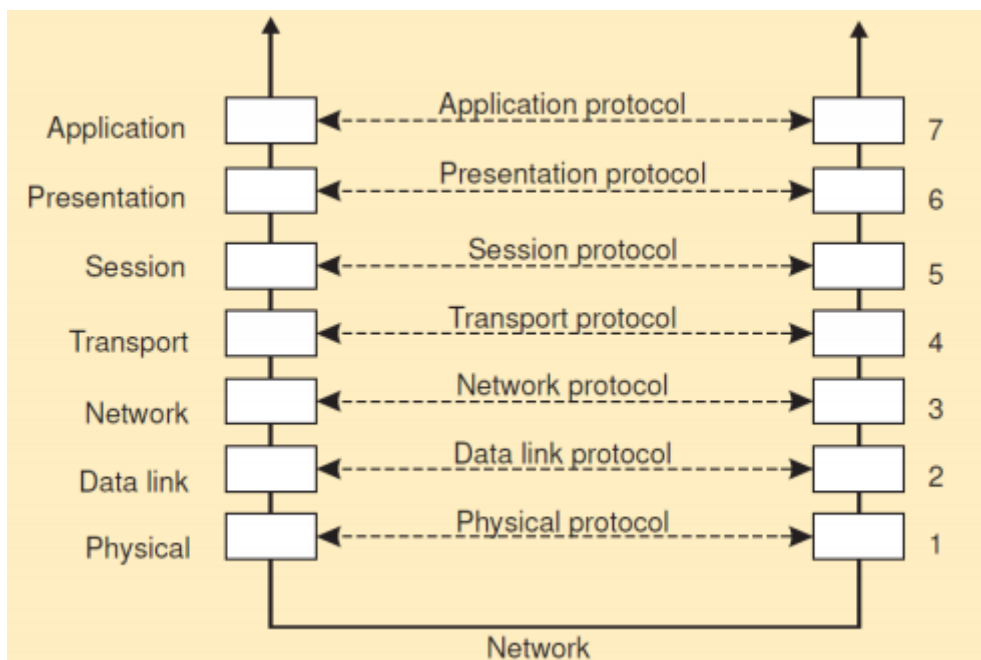 Application Application protocol 7
Presentation Presentation protocol 6
Session Session protocol 5
Transport Transport protocol 4
Network Network protocol 3
Data link Data link protocol 2
Physical Physical protocol 1
Network